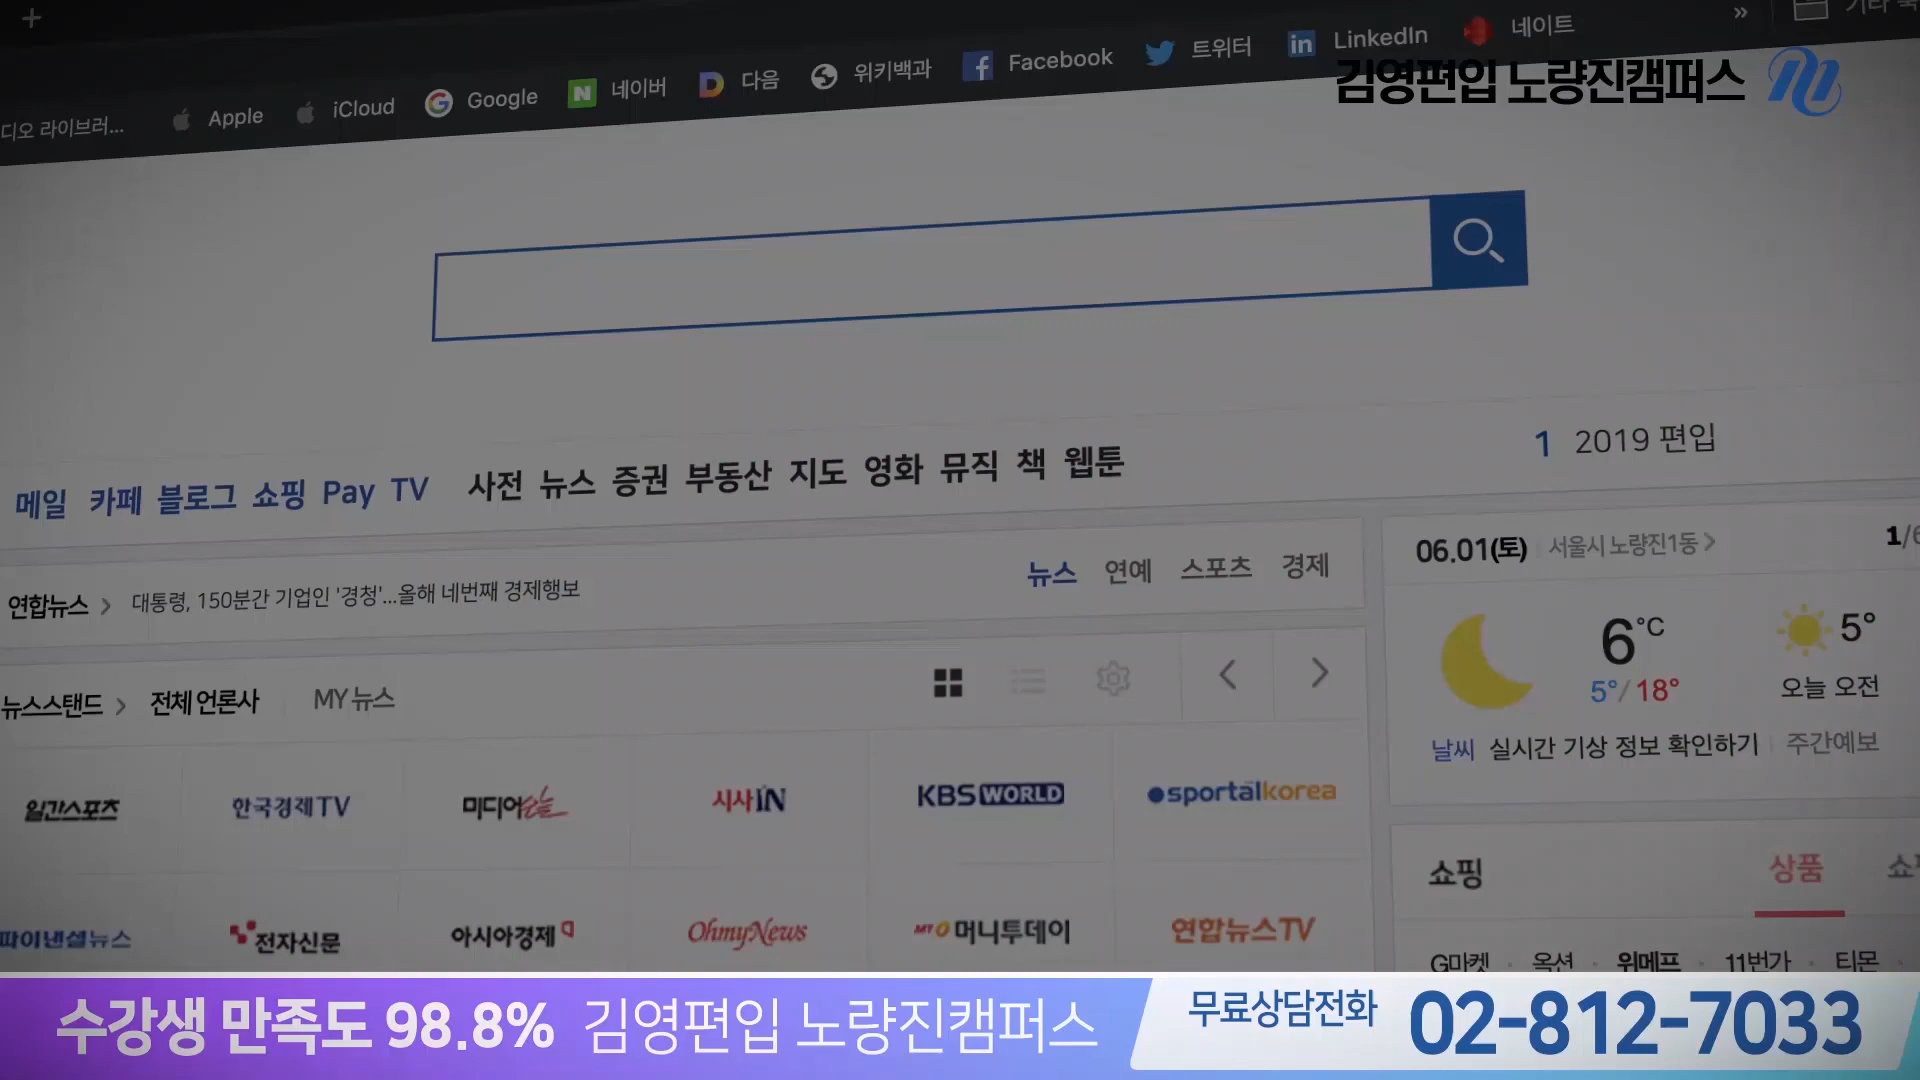 네이트
기타 북
LinkedIn
트위터
Facebook
위키백과
다음
네이버
Google
iCloud
Apple
디오 라이브러...
김영편입 노량진캠퍼스
1 2019 편입
메일 카페 블로그 쇼핑 Pay TV 사전 뉴스 증권 부동산 지도 영화 뮤직 책 웹툰
연합뉴스 > 대통령, 150분간 기업인 '경청'...올해 네번째 경제행보 뉴스 연예 스포츠 경제
06.01(토) 서울시 노량진1동 > 1/6
6°C 5°
5°/18° 오늘 오전
날씨 실시간 기상 정보 확인하기 주간예보
뉴스스탠드 > 전체 언론사 MY 뉴스
일간스포츠 한국경제TV 미디어오늘 시사IN KBS WORLD sportalkorea
파이낸셜뉴스 전자신문 아시아경제 OhmyNews MT 머니투데이 연합뉴스TV
쇼핑 상품
G마켓 · 옥션 · 위메프 · 11번가 · 티몬
수강생 만족도 98.8% 김영편입 노량진캠퍼스 무료상담전화 02-812-7033